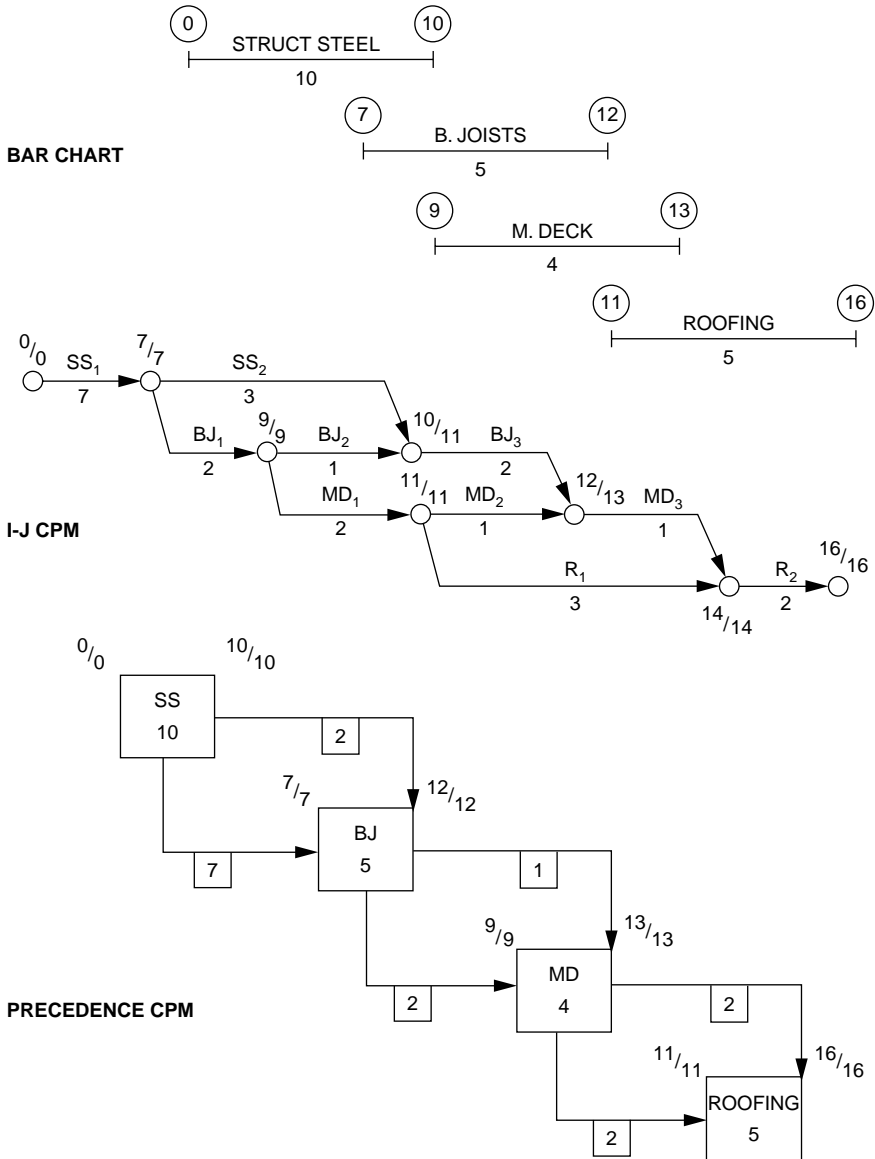 0 10
STRUCT STEEL
10
7 12
B. JOISTS
5
BAR CHART
9 13
M. DECK
4
11 16
ROOFING
5
0/0 7/7
SS1 SS2
7 3
9/9 10/11
BJ1 BJ2 BJ3
2 1 2
11/11 12/13
MD1 MD2 MD3
2 1 1
I-J CPM
16/16
R1 R2
3 2
14/14
0/0 10/10
SS
10
2
7/7 12/12
BJ
5
7 1
9/9 13/13
MD
4
2 2
PRECEDENCE CPM
11/11 16/16
ROOFING
5
2